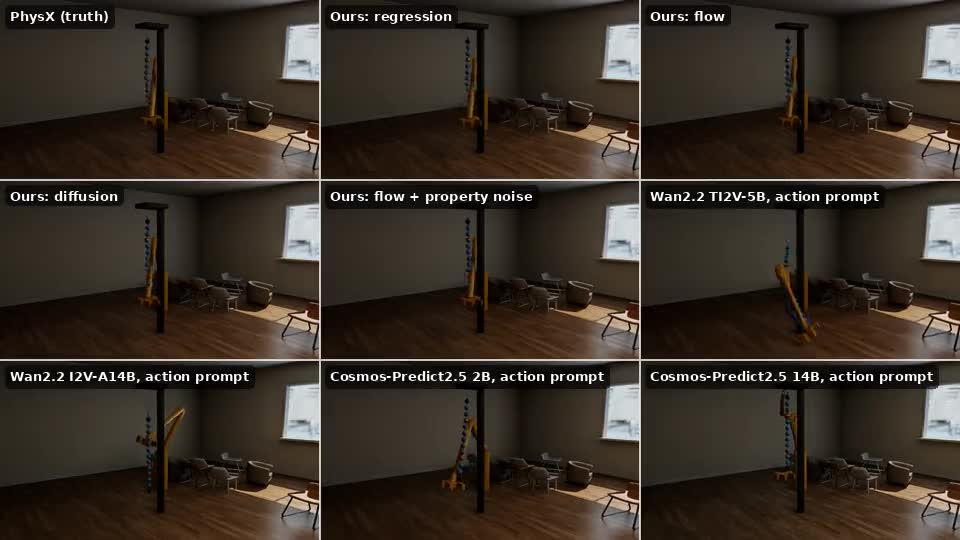 PhysX (truth)
Ours: regression
Ours: flow
Ours: diffusion
Ours: flow + property noise
Wan2.2 TI2V-5B, action prompt
Wan2.2 I2V-A14B, action prompt
Cosmos-Predict2.5 2B, action prompt
Cosmos-Predict2.5 14B, action prompt